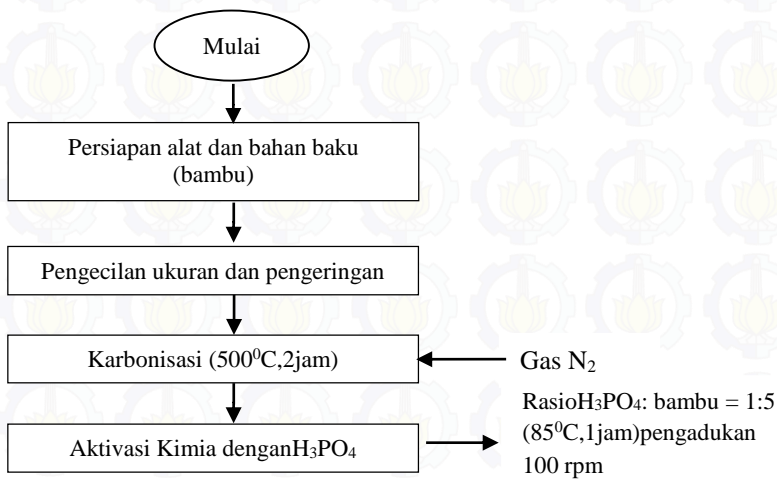 Mulai
Persiapan alat dan bahan baku
(bambu)
Pengecilan ukuran dan pengeringan
Karbonisasi (500⁰C,2jam)
Gas N₂
Aktivasi Kimia denganH₃PO₄
RasioH₃PO₄: bambu = 1:5
(85⁰C,1jam)pengadukan
100 rpm